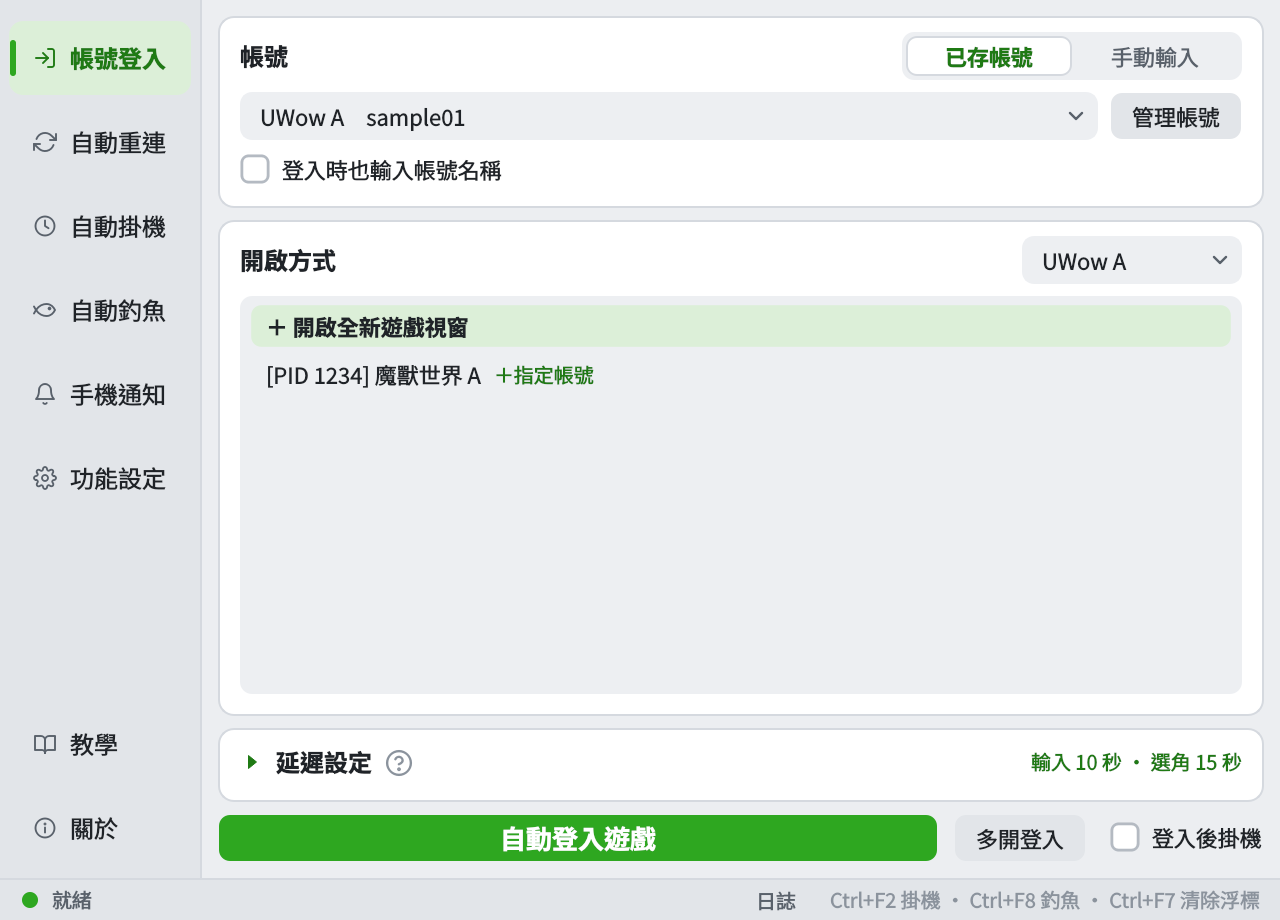 帳號登入
自動重連
自動掛機
自動釣魚
手機通知
功能設定
教學
關於
帳號
已存帳號
手動輸入
UWow A sample01
管理帳號
登入時也輸入帳號名稱
開啟方式
UWow A
＋開啟全新遊戲視窗
[PID 1234] 魔獸世界 A ＋指定帳號
延遲設定 ?
輸入 10 秒 • 選角 15 秒
自動登入遊戲
多開登入
登入後掛機
就緒
日誌
Ctrl+F2 掛機 • Ctrl+F8 釣魚 • Ctrl+F7 清除浮標